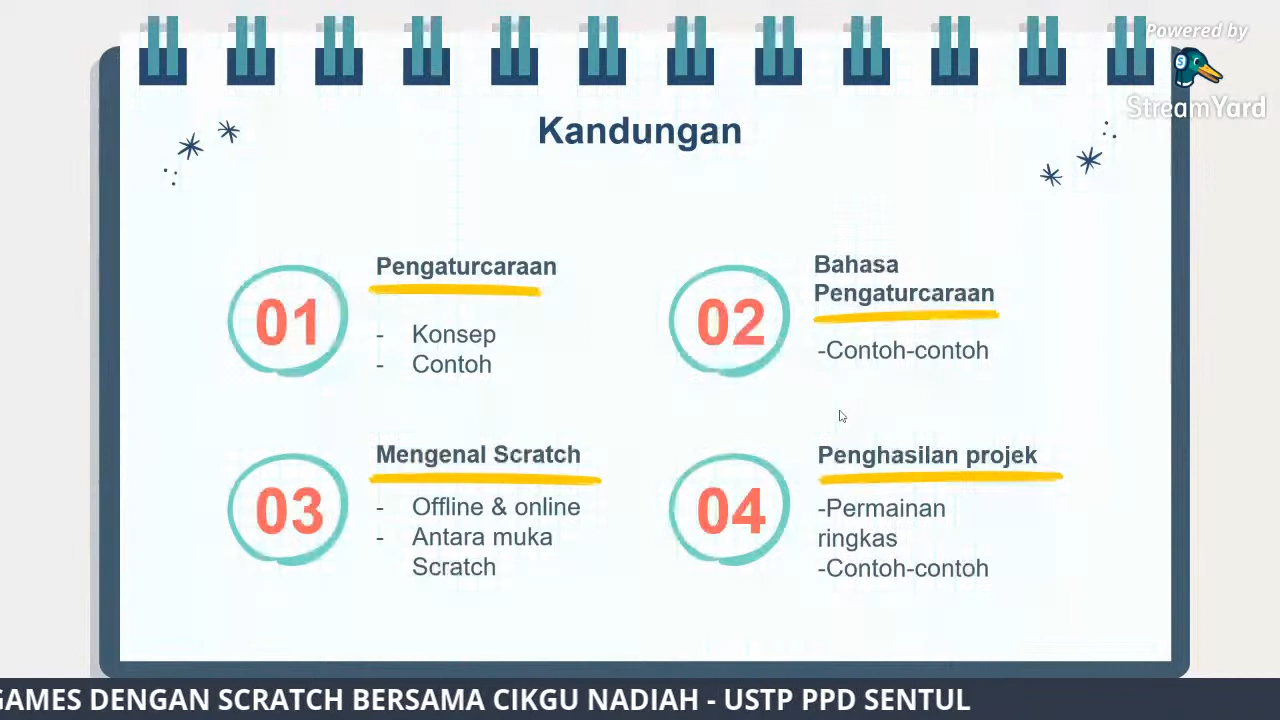 Powered by
StreamYard
Kandungan
01
Pengaturcaraan
- Konsep
- Contoh
02
Bahasa
Pengaturcaraan
-Contoh-contoh
03
Mengenal Scratch
- Offline & online
- Antara muka
Scratch
04
Penghasilan projek
-Permainan
ringkas
-Contoh-contoh
GAMES DENGAN SCRATCH BERSAMA CIKGU NADIAH - USTP PPD SENTUL